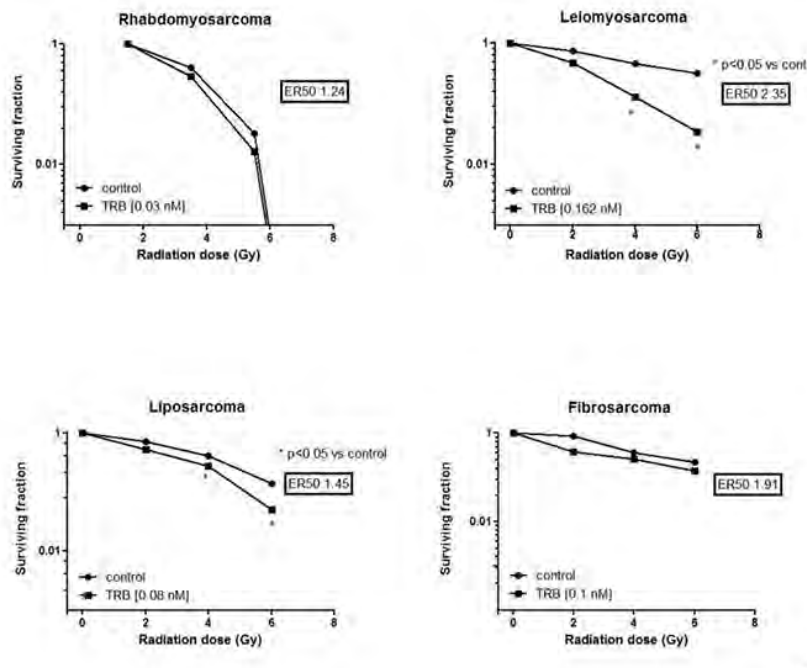 Rhabdomyosarcoma
1
0.01
Surviving fraction
ER50 1.24
control
TRB [0.03 nM]
0 2 4 6 8
Radiation dose (Gy)
Leiomyosarcoma
1
0.01
Surviving fraction
* p<0.05 vs cont
ER50 2 35
control
TRB [0.162 nM]
0 2 4 6 8
Radiation dose (Gy)
Liposarcoma
1
0.01
Surviving fraction
* p<0 05 vs control
ER50 1.45
*
*
control
TRB [0 08 nM]
0 2 4 6 8
Radiation dose (Gy)
Fibrosarcoma
1
0.01
Surviving fraction
ER50 1.91
control
TRB [0.1 nM]
0 2 4 6 8
Radiation dose (Gy)